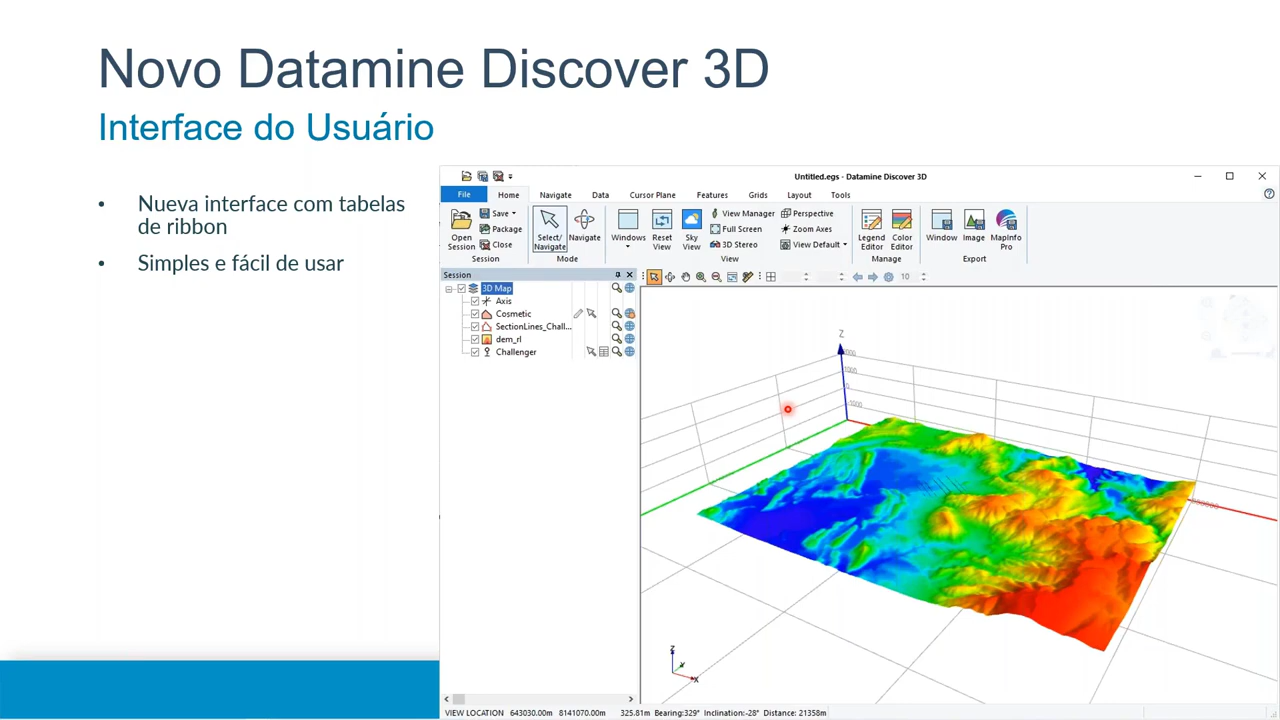 Novo Datamine Discover 3D
Interface do Usuário
• Nueva interface com tabelas
de ribbon
• Simples e fácil de usar
Untitled.egs - Datamine Discover 3D
File Home Navigate Data Cursor Plane Features Grids Layout Tools
Open Session
Save
Package
Close
Session
Select/ Navigate
Navigate
Mode
Windows
Reset View
Sky View
View Manager
Full Screen
3D Stereo
Perspective
Zoom Axes
View Default
View
Legend Editor
Color Editor
Manage
Window
Image
MapInfo Pro
Export
Session
10
3D Map
Axis
Cosmetic
SectionLines_Chall...
dem_rl
Challenger
Z
1000
0
-1000
Z
Y
X
VIEW LOCATION 643030.00m 8141070.00m 325.81m Bearing:329° Inclination:-28° Distance: 21358m